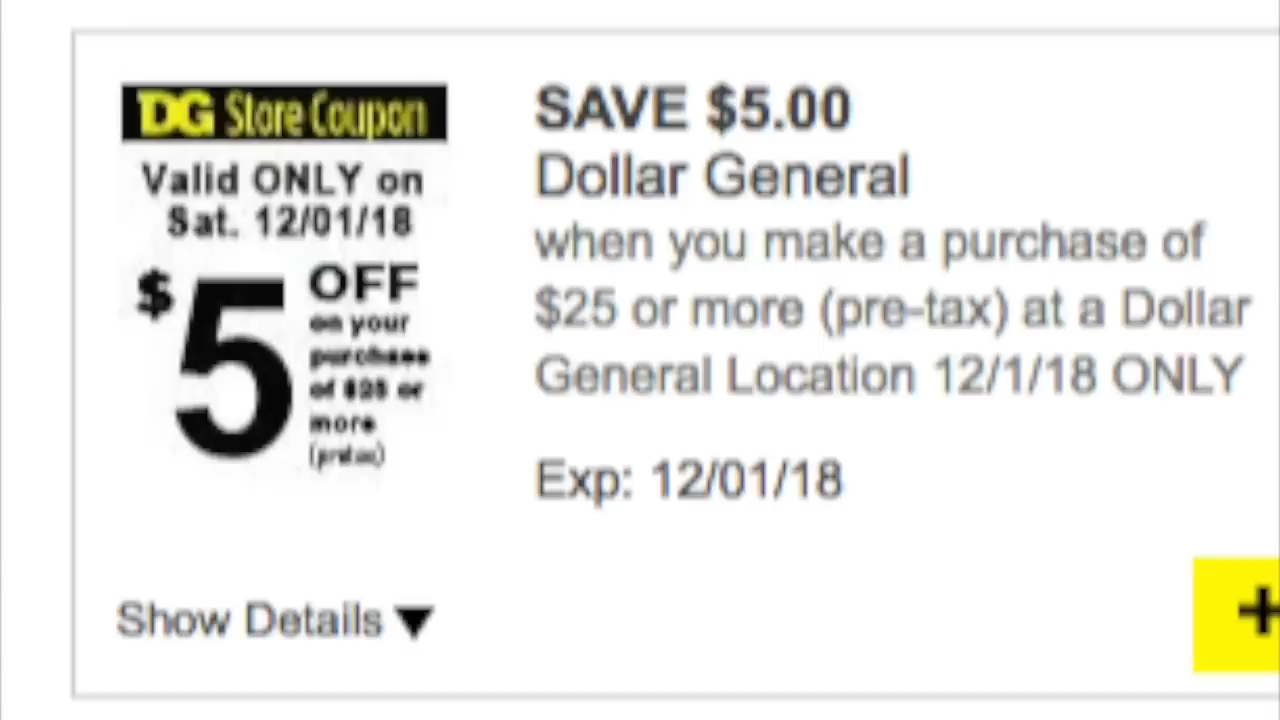 DG Store Coupon
Valid ONLY on
Sat. 12/01/18
$5 OFF
on your
purchase
of $25 or
more
(pretax)
SAVE $5.00
Dollar General
when you make a purchase of
$25 or more (pre-tax) at a Dollar
General Location 12/1/18 ONLY
Exp: 12/01/18
Show Details ▼
+